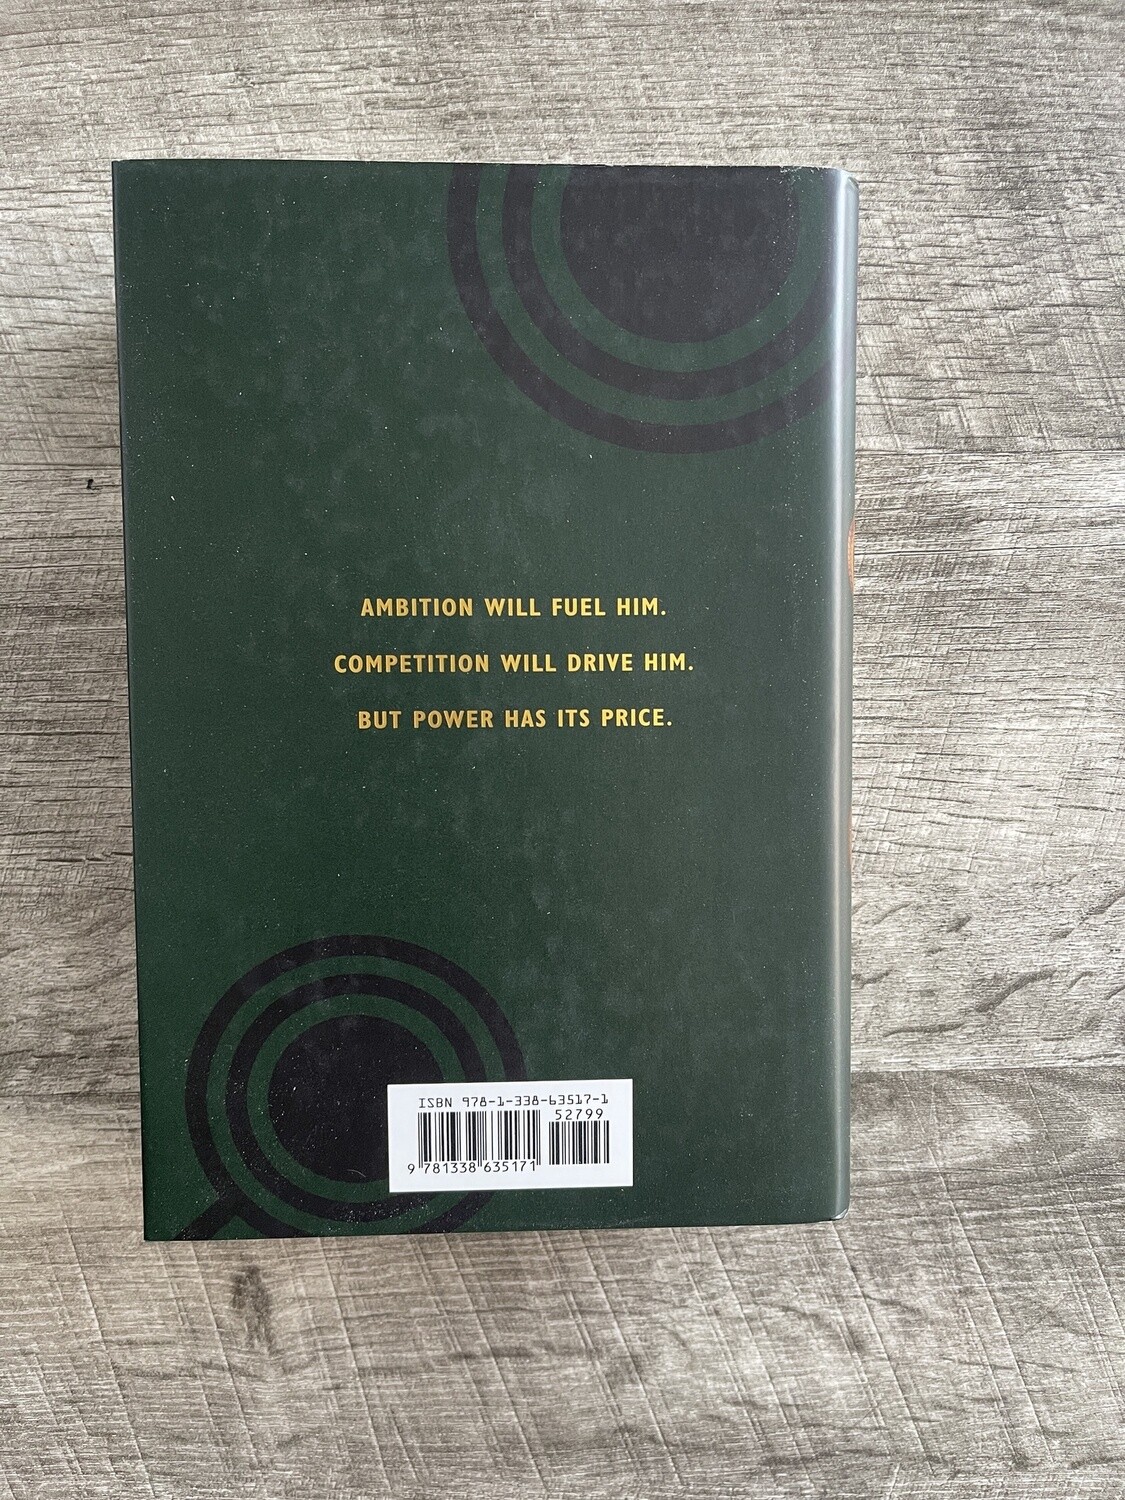 AMBITION WILL FUEL HIM.
COMPETITION WILL DRIVE HIM.
BUT POWER HAS ITS PRICE.
ISBN 978-1-338-63517-1
52799
9 781338 635171